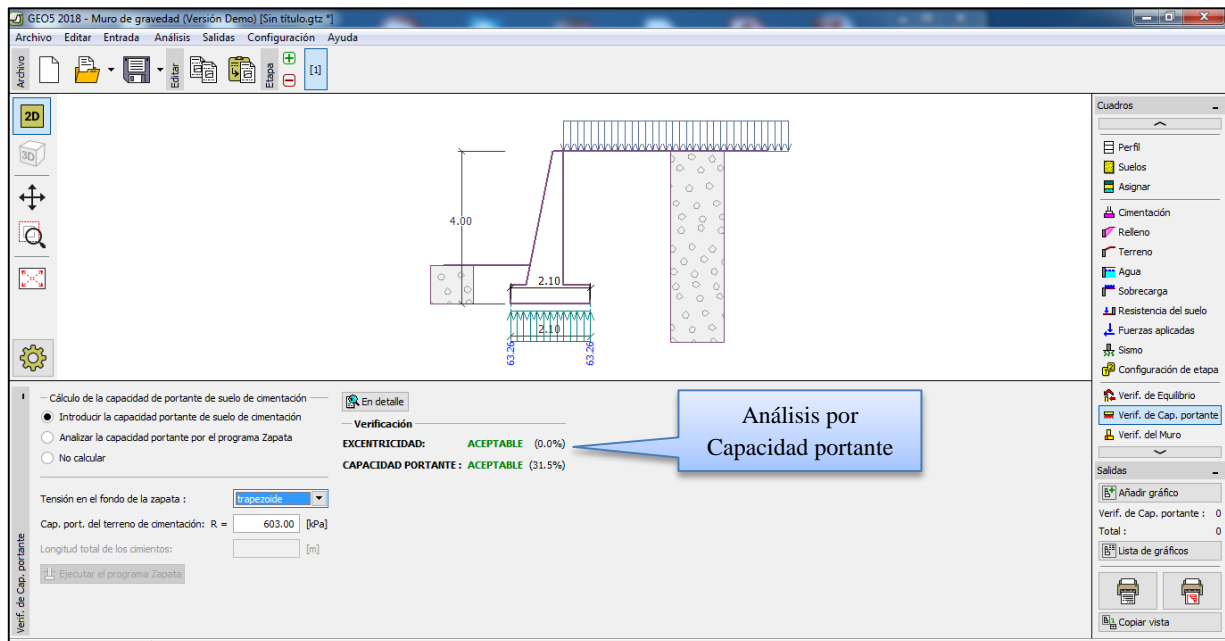 GEO5 2018 - Muro de gravedad (Versión Demo) [Sin título.gtz *]
Archivo Editar Entrada Análisis Salidas Configuración Ayuda
Archivo
Editar
Etapa
[1]
2D
3D
4.00
2.10
2.10
63.26
63.26
Cuadros
Perfil
Suelos
Asignar
Cimentación
Relleno
Terreno
Agua
Sobrecarga
Resistencia del suelo
Fuerzas aplicadas
Sismo
Configuración de etapa
Verif. de Equilibrio
Verif. de Cap. portante
Verif. del Muro
Salidas
Añadir gráfico
Verif. de Cap. portante : 0
Total : 0
Lista de gráficos
Copiar vista
Verif. de Cap. portante
Cálculo de la capacidad de portante de suelo de cimentación
Introducir la capacidad portante de suelo de cimentación
Analizar la capacidad portante por el programa Zapata
No calcular
Tensión en el fondo de la zapata : trapezoide
Cap. port. del terreno de cimentación: R = 603.00 [kPa]
Longitud total de los cimientos: [m]
Ejecutar el programa Zapata
En detalle
Verificación
EXCENTRICIDAD: ACEPTABLE (0.0%)
CAPACIDAD PORTANTE : ACEPTABLE (31.5%)
Análisis por
Capacidad portante